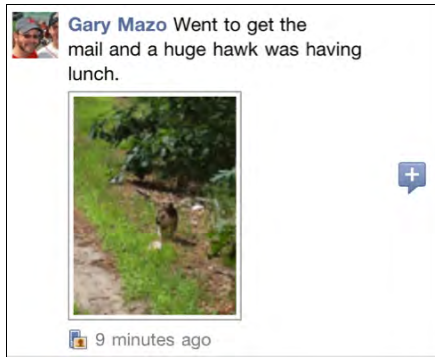 Gary Mazo Went to get the
mail and a huge hawk was having
lunch.
9 minutes ago